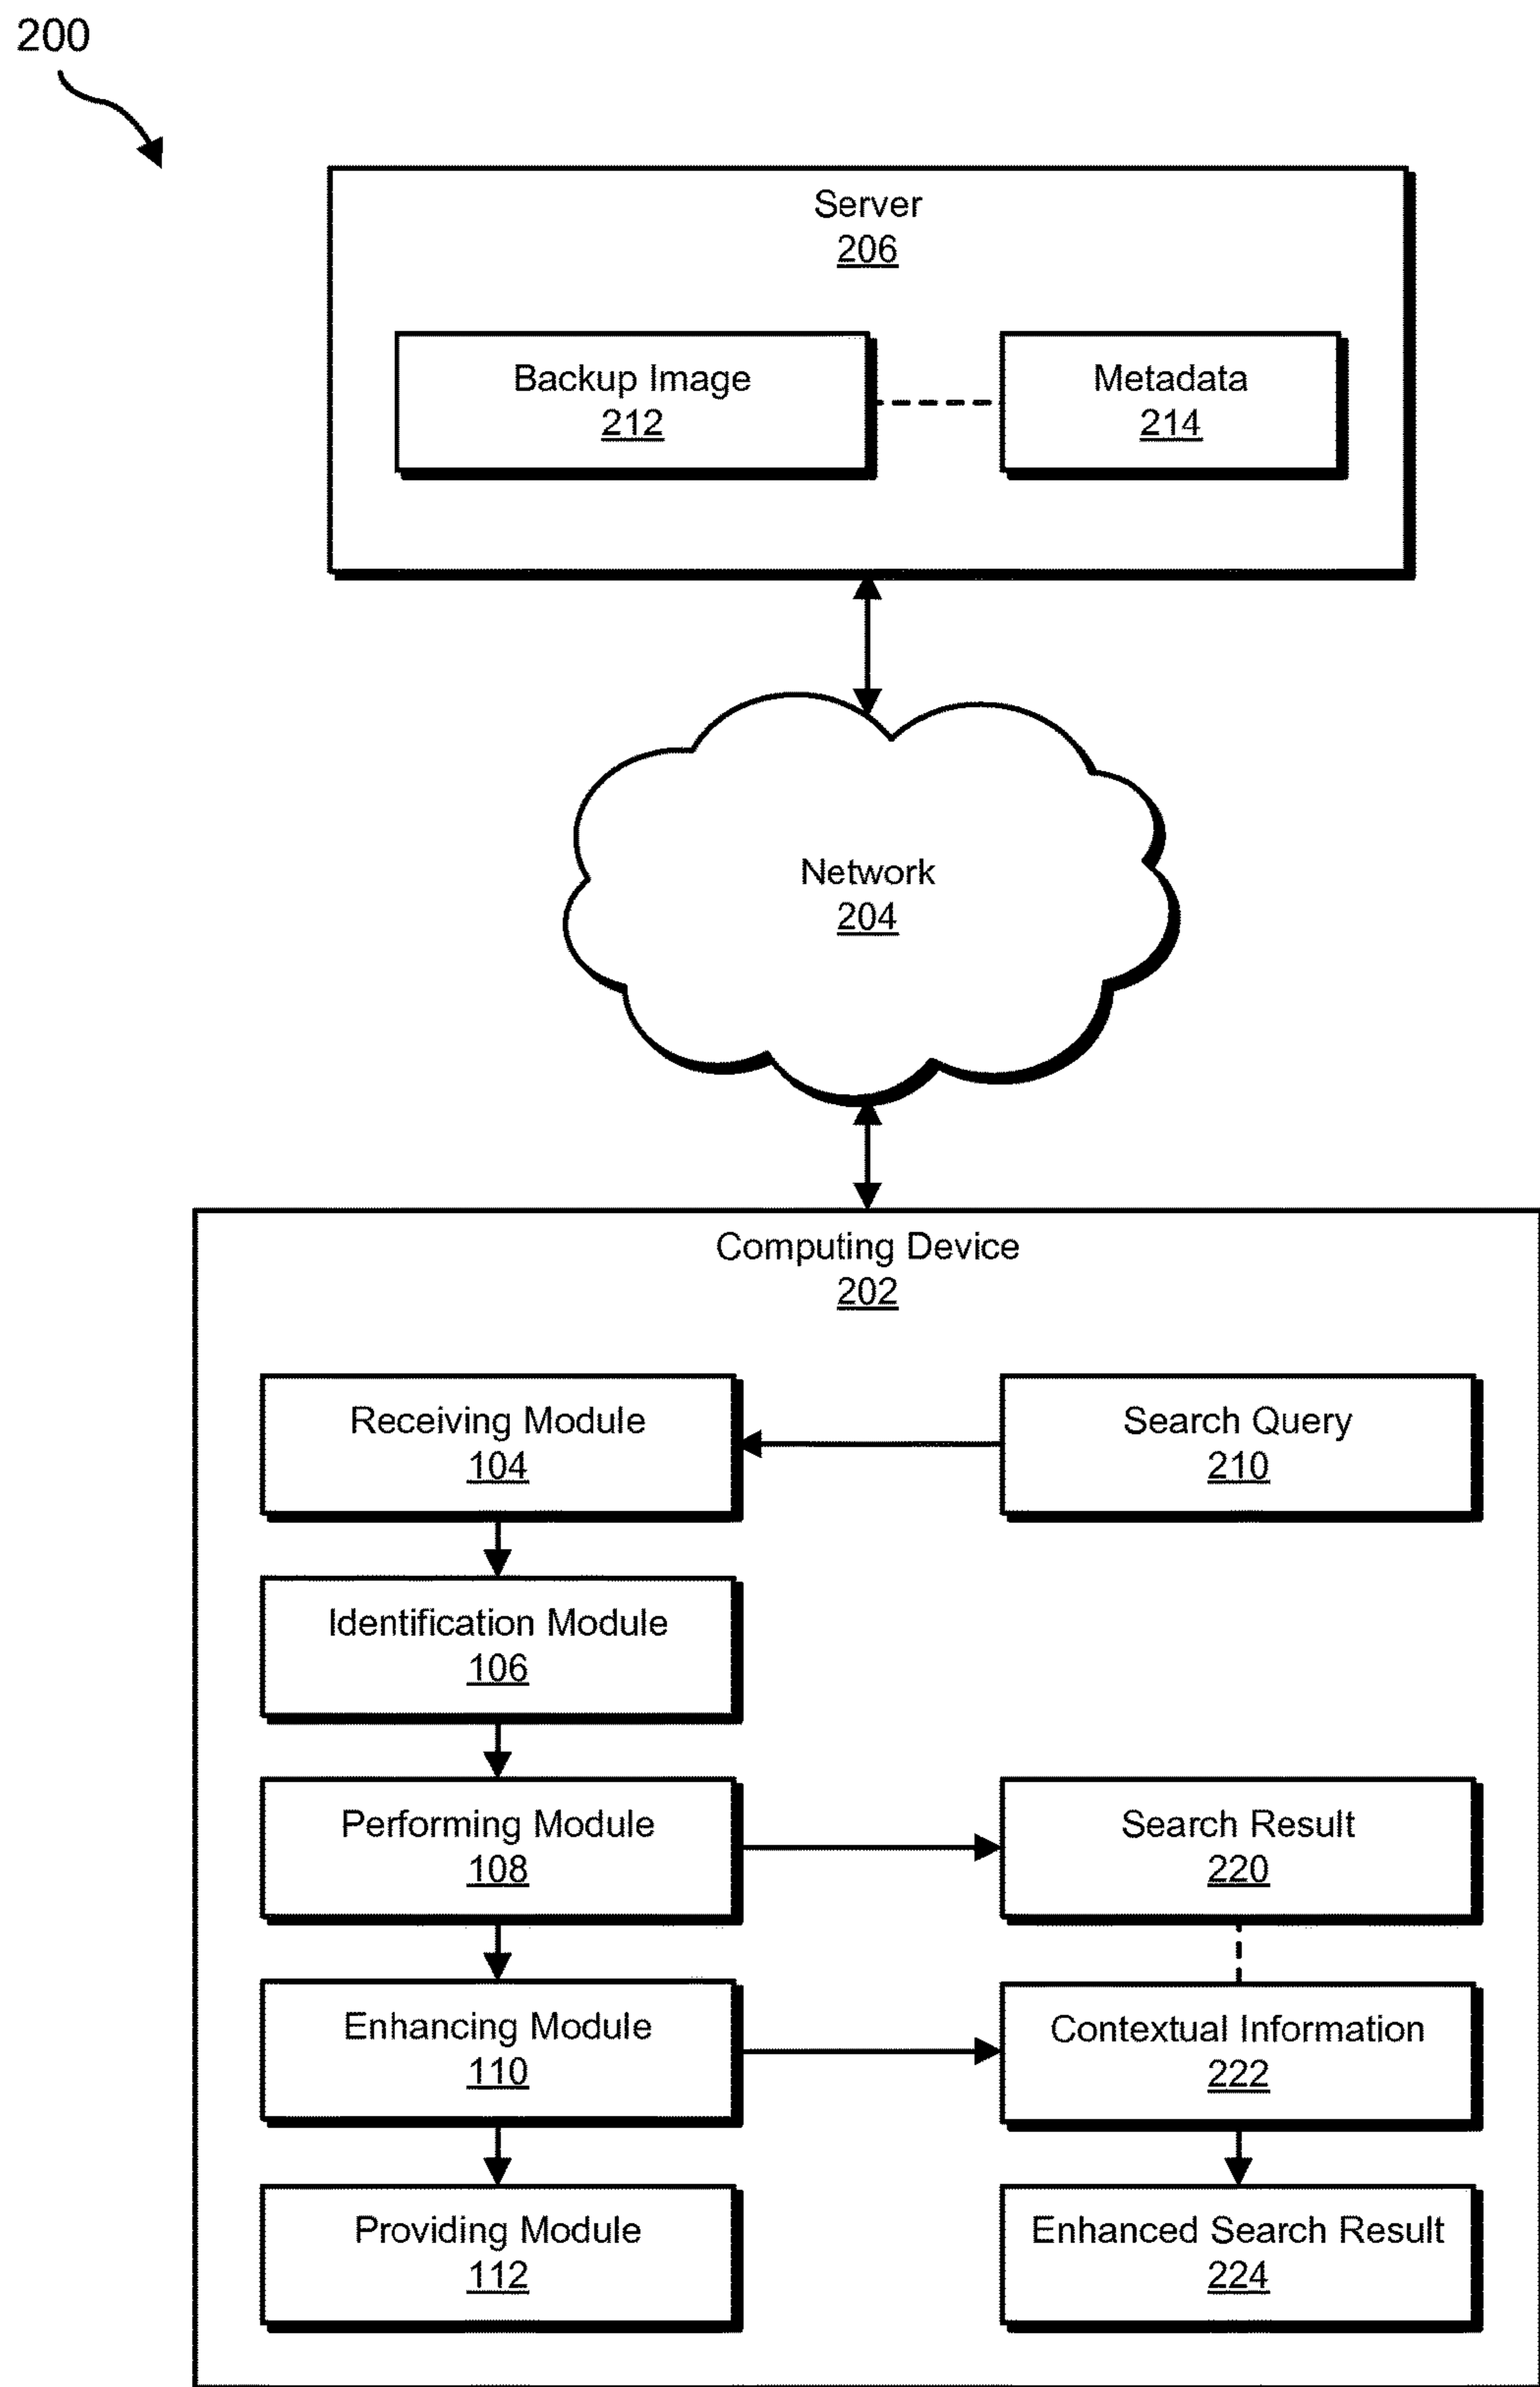 200
Server
206
Backup Image
212
Metadata
214
Network
204
Computing Device
202
Receiving Module
104
Search Query
210
Identification Module
106
Performing Module
108
Search Result
220
Enhancing Module
110
Contextual Information
222
Providing Module
112
Enhanced Search Result
224